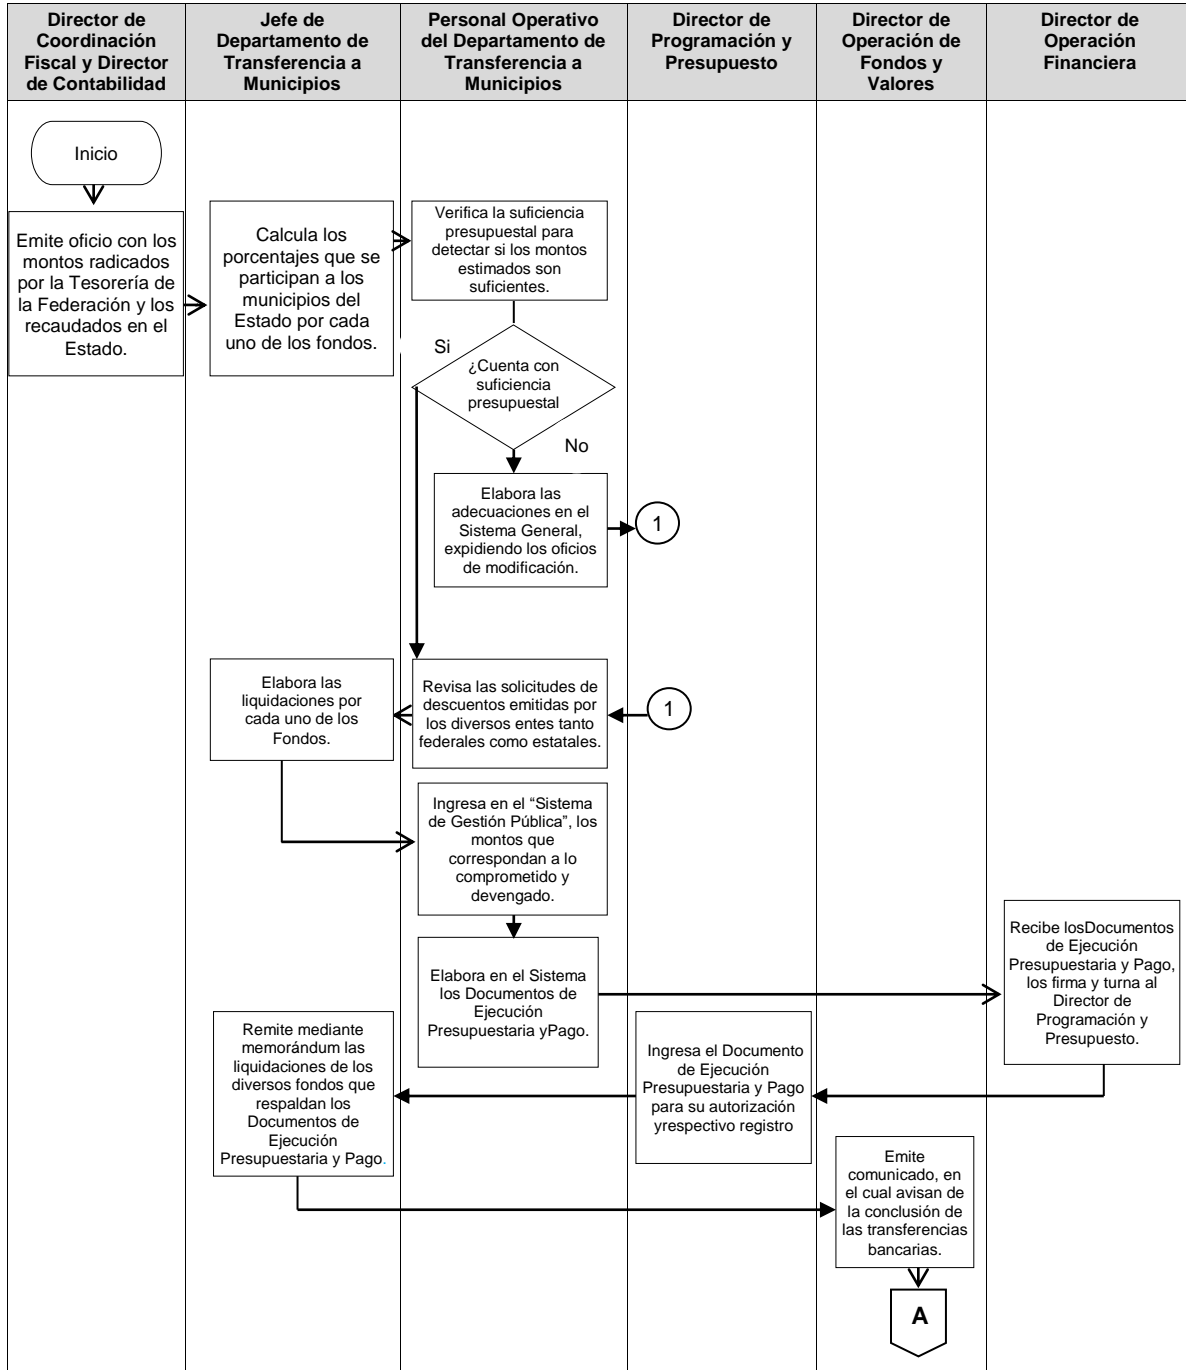 Director de
Coordinación
Fiscal y Director
de Contabilidad
Jefe de
Departamento de
Transferencia a
Municipios
Personal Operativo
del Departamento de
Transferencia a
Municipios
Director de
Programación y
Presupuesto
Director de
Operación de
Fondos y
Valores
Director de
Operación
Financiera
Inicio
Emite oficio con los
montos radicados
por la Tesorería de
la Federación y los
recaudados en el
Estado.
Calcula los
porcentajes que se
participan a los
municipios del
Estado por cada
uno de los fondos.
Verifica la suficiencia
presupuestal para
detectar si los montos
estimados son
suficientes.
Si
¿Cuenta con
suficiencia
presupuestal
No
Elabora las
adecuaciones en el
Sistema General,
expidiendo los oficios
de modificación.
1
Elabora las
liquidaciones por
cada uno de los
Fondos.
Revisa las solicitudes de
descuentos emitidas por
los diversos entes tanto
federales como estatales.
1
Ingresa en el “Sistema
de Gestión Pública”, los
montos que
correspondan a lo
comprometido y
devengado.
Elabora en el Sistema
los Documentos de
Ejecución
Presupuestaria yPago.
Recibe losDocumentos
de Ejecución
Presupuestaria y Pago,
los firma y turna al
Director de
Programación y
Presupuesto.
Ingresa el Documento
de Ejecución
Presupuestaria y Pago
para su autorización
yrespectivo registro
Remite mediante
memorándum las
liquidaciones de los
diversos fondos que
respaldan los
Documentos de
Ejecución
Presupuestaria y Pago.
Emite
comunicado, en
el cual avisan de
la conclusión de
las transferencias
bancarias.
A